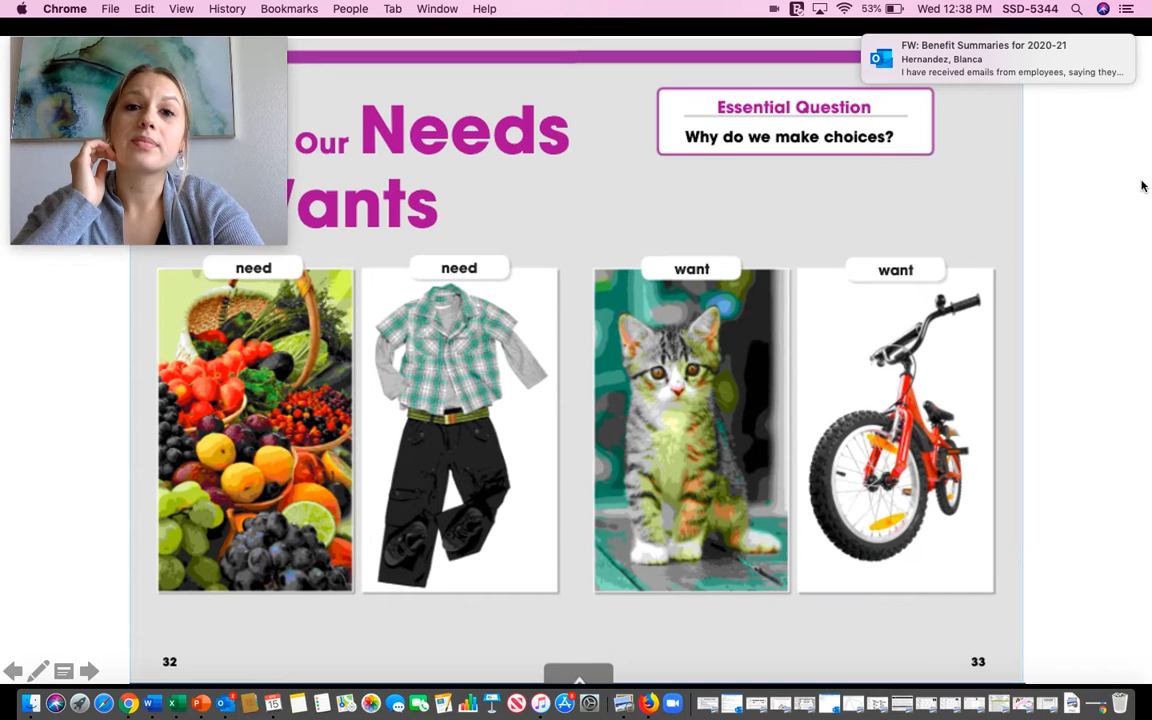 Chrome File Edit View History Bookmarks People Tab Window Help
53% Wed 12:38 PM SSD-5344
FW: Benefit Summaries for 2020-21
Hernandez, Blanca
I have received emails from employees, saying they...
Our Needs
Wants
Essential Question
Why do we make choices?
need
need
want
want
32
33
15